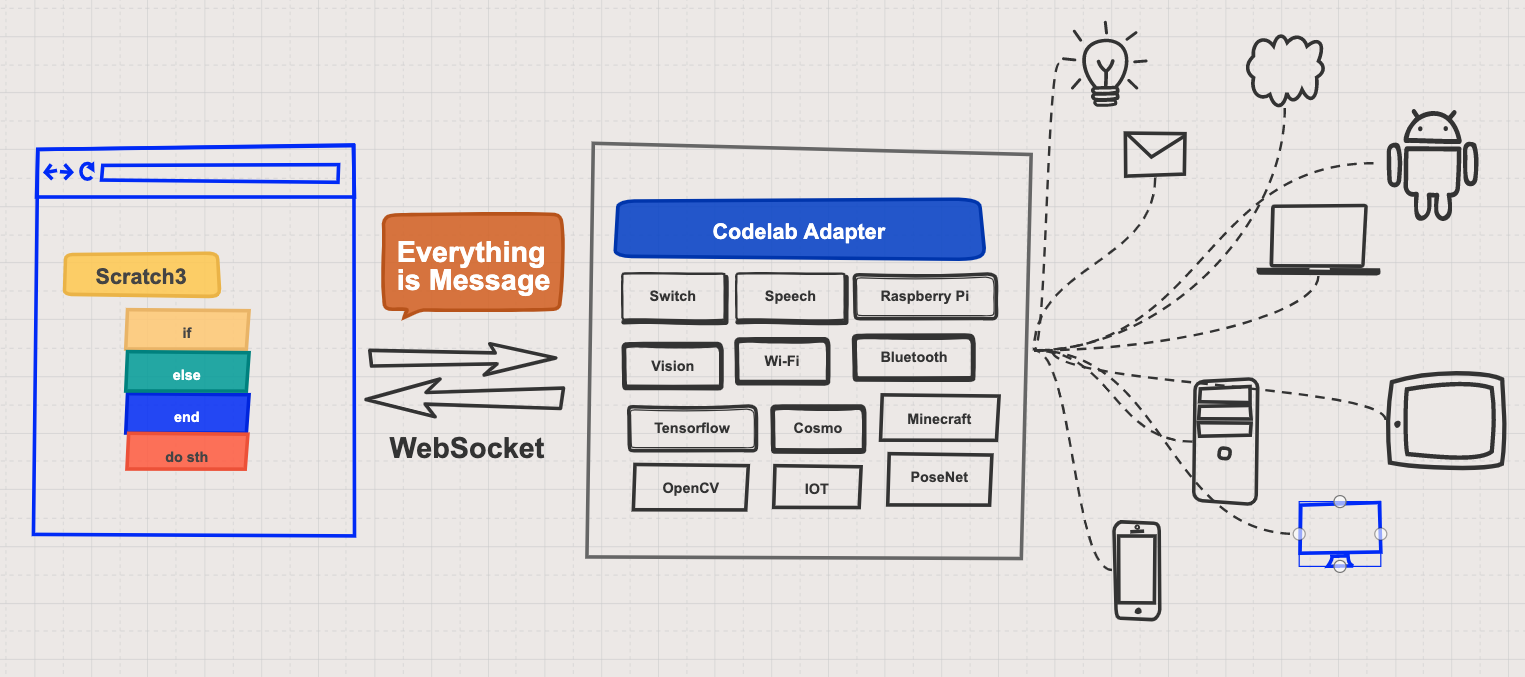 Scratch3
if
else
end
do sth
Everything
is Message
WebSocket
Codelab Adapter
Switch
Speech
Raspberry Pi
Vision
Wi-Fi
Bluetooth
Tensorflow
Cosmo
Minecraft
OpenCV
IOT
PoseNet